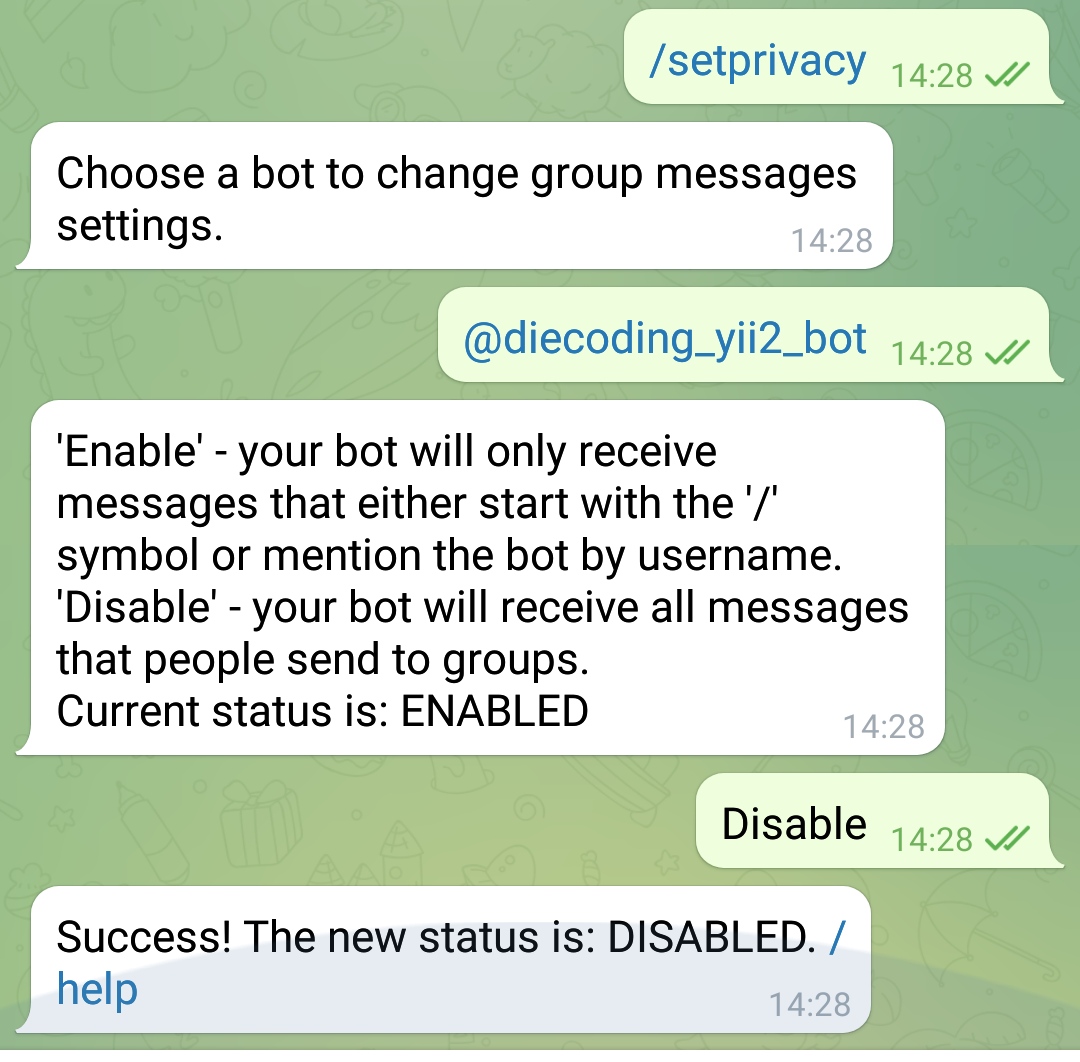 /setprivacy 14:28
Choose a bot to change group messages
settings.
14:28
@diecoding_yii2_bot 14:28
'Enable' - your bot will only receive
messages that either start with the '/'
symbol or mention the bot by username.
'Disable' - your bot will receive all messages
that people send to groups.
Current status is: ENABLED
14:28
Disable 14:28
Success! The new status is: DISABLED. /
help
14:28